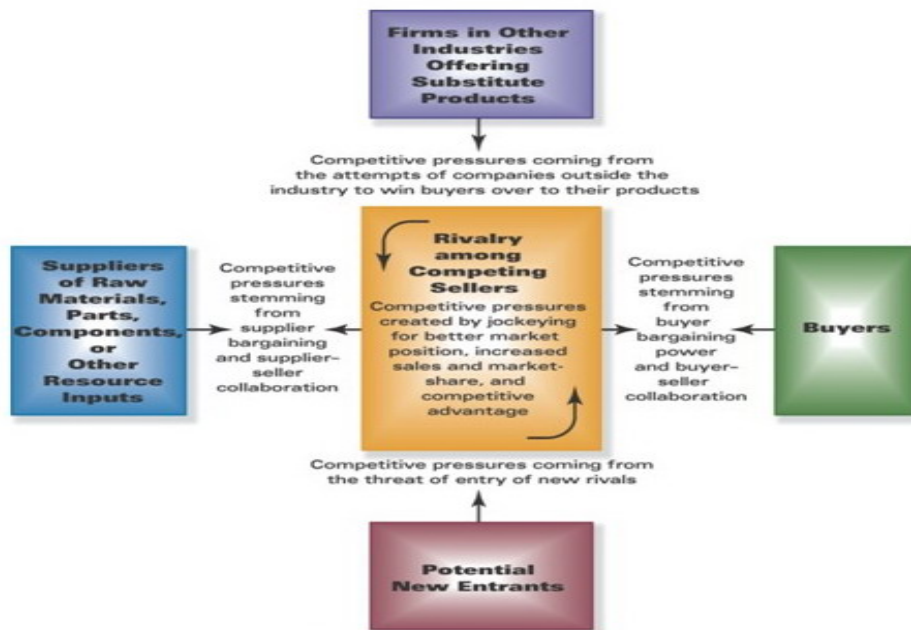 Firms in Other
Industries
Offering
Substitute
Products
Competitive pressures coming from
the attempts of companies outside the
industry to win buyers over to their products
Suppliers
of Raw
Materials,
Parts,
Components,
or
Other
Resource
Inputs
Competitive
pressures
stemming
from
supplier
bargaining
and supplier–
seller
collaboration
Rivalry
among
Competing
Sellers
Competitive pressures
created by jockeying
for better market
position, increased
sales and market-
share, and
competitive
advantage
Competitive
pressures
stemming
from
buyer
bargaining
power
and buyer–
seller
collaboration
Buyers
Competitive pressures coming from
the threat of entry of new rivals
Potential
New Entrants